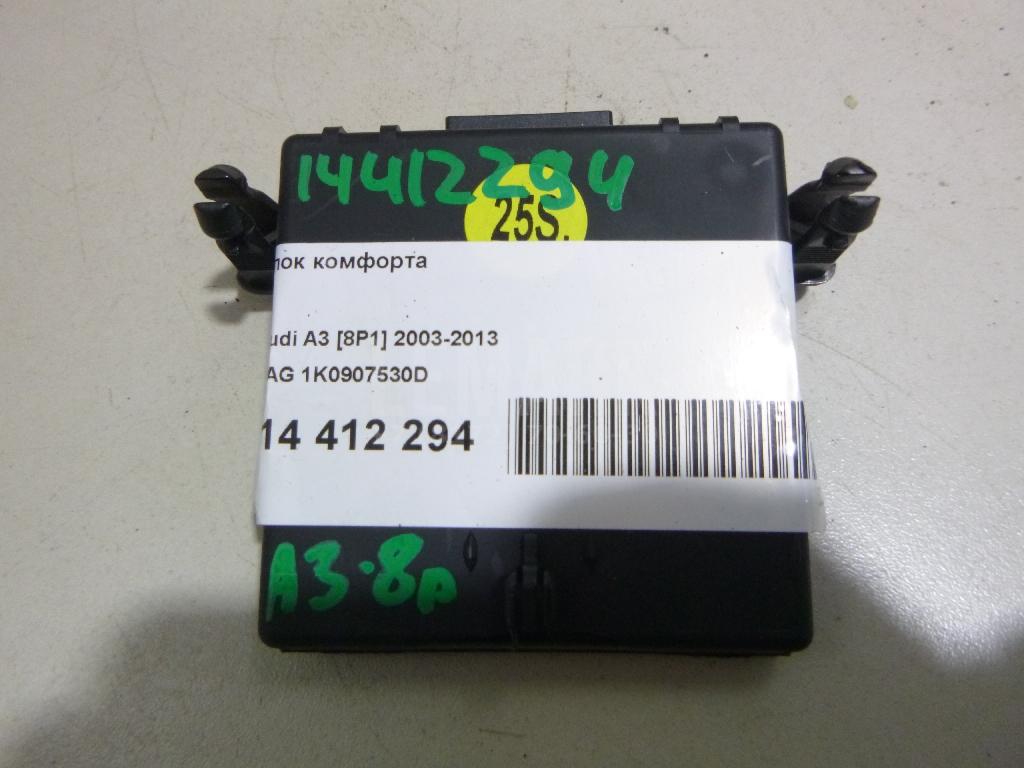 14412294
25S.
лок комфорта
udi A3 [8P1] 2003-2013
AG 1K0907530D
14 412 294
A3·8p